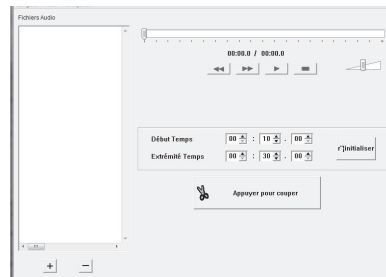 Fichiers Audio
00:00.0 / 00:00.0
Début Temps 00 : 10 . 00
Extrémité Temps 00 : 30 . 00
r"jinitialiser
Appuyer pour couper
+ −